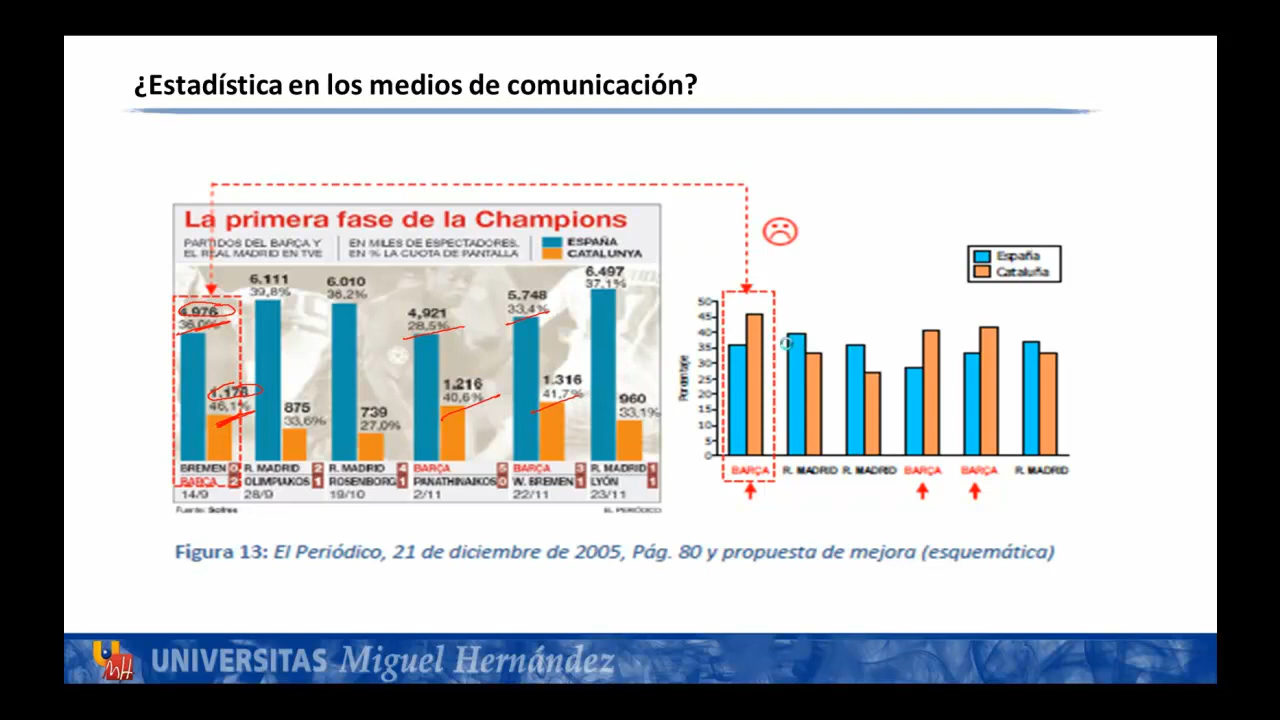 ¿Estadística en los medios de comunicación?
La primera fase de la Champions
PARTIDOS DEL BARÇA Y
EL REAL MADRID EN TVE
EN MILES DE ESPECTADORES.
EN % LA CUOTA DE PANTALLA
ESPAÑA
CATALUNYA
4.976
36,0%
1.176
46,1%
6.111
39,8%
875
33,6%
6.010
38,2%
739
27,0%
4,921
28,5%
1.216
40,6%
5.748
33,4%
1.316
41,7%
6.497
37,1%
960
33,1%
BREMEN 0
BARÇA 2
14/9
R. MADRID 2
OLIMPIAKOS 1
28/9
R. MADRID 4
ROSENBORG 1
19/10
BARÇA 5
PANATHINAIKOS 0
2/11
BARÇA 3
W. BREMEN 1
22/11
R. MADRID 1
LYÓN 1
23/11
Fuente: Sofres
EL PERIÓDICO
España
Cataluña
Porcentaje
50
45
40
35
30
25
20
15
10
5
0
BARÇA R. MADRID R. MADRID BARÇA BARÇA R. MADRID
Figura 13: El Periódico, 21 de diciembre de 2005, Pág. 80 y propuesta de mejora (esquemática)
UMH
UNIVERSITAS Miguel Hernández